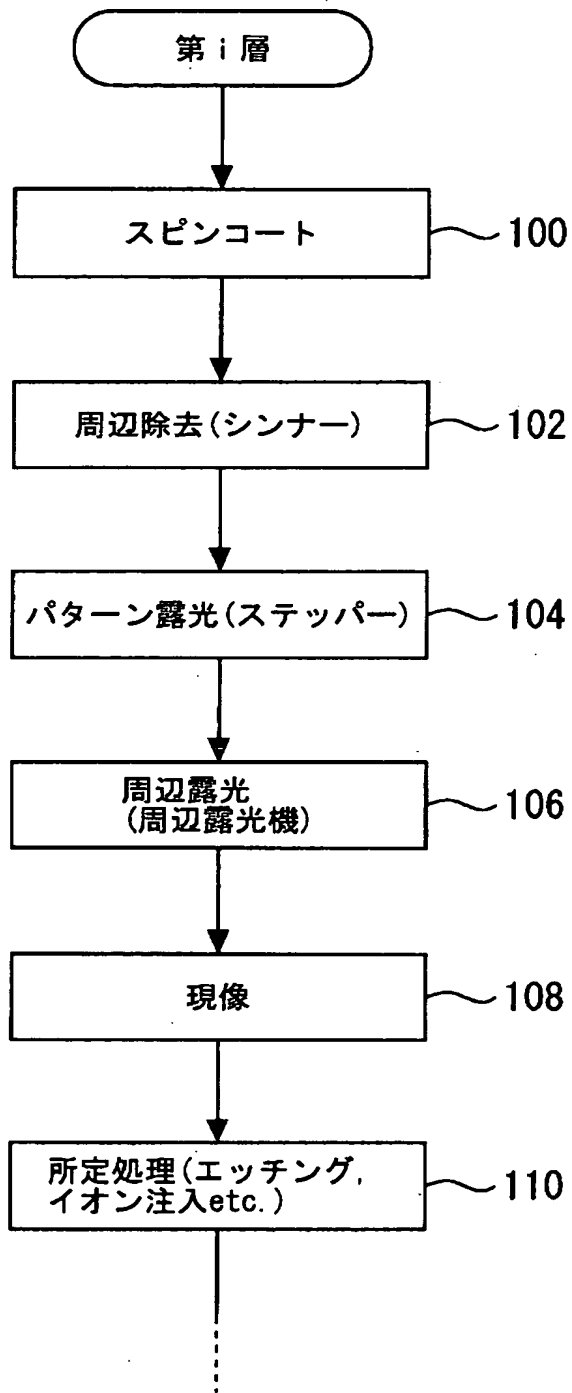 第 i 層
スピンコート
100
周辺除去(シンナー)
102
パターン露光(ステッパー)
104
周辺露光
(周辺露光機)
106
現像
108
所定処理(エッチング,
イオン注入etc.)
110